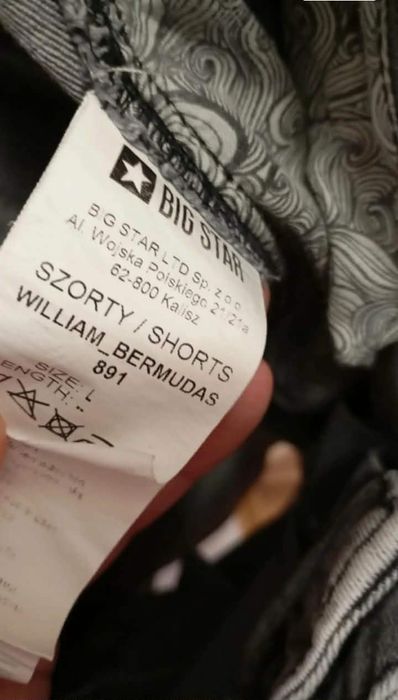 BIG STAR
BIG STAR LTD Sp. z o.o.
Al. Wojska Polskiego 21/21a
62-800 Kalisz
SZORTY / SHORTS
WILLIAM_BERMUDAS
891
SIZE: L
LENGTH: --